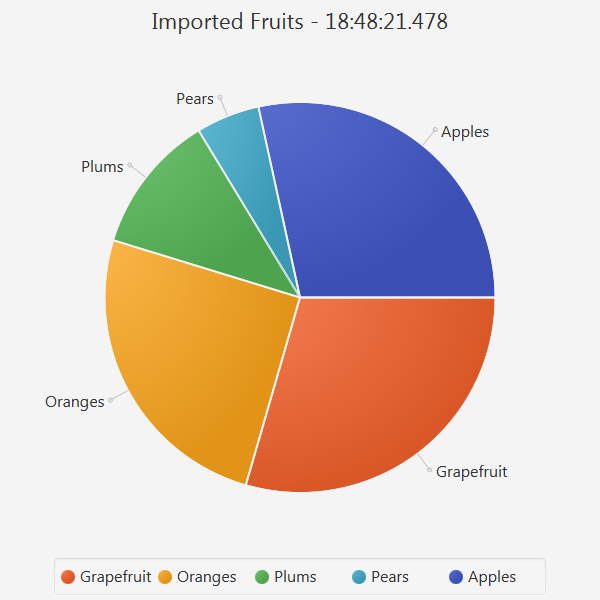 Imported Fruits - 18:48:21.478
Pears
Apples
Plums
Oranges
Grapefruit
Grapefruit Oranges Plums Pears Apples